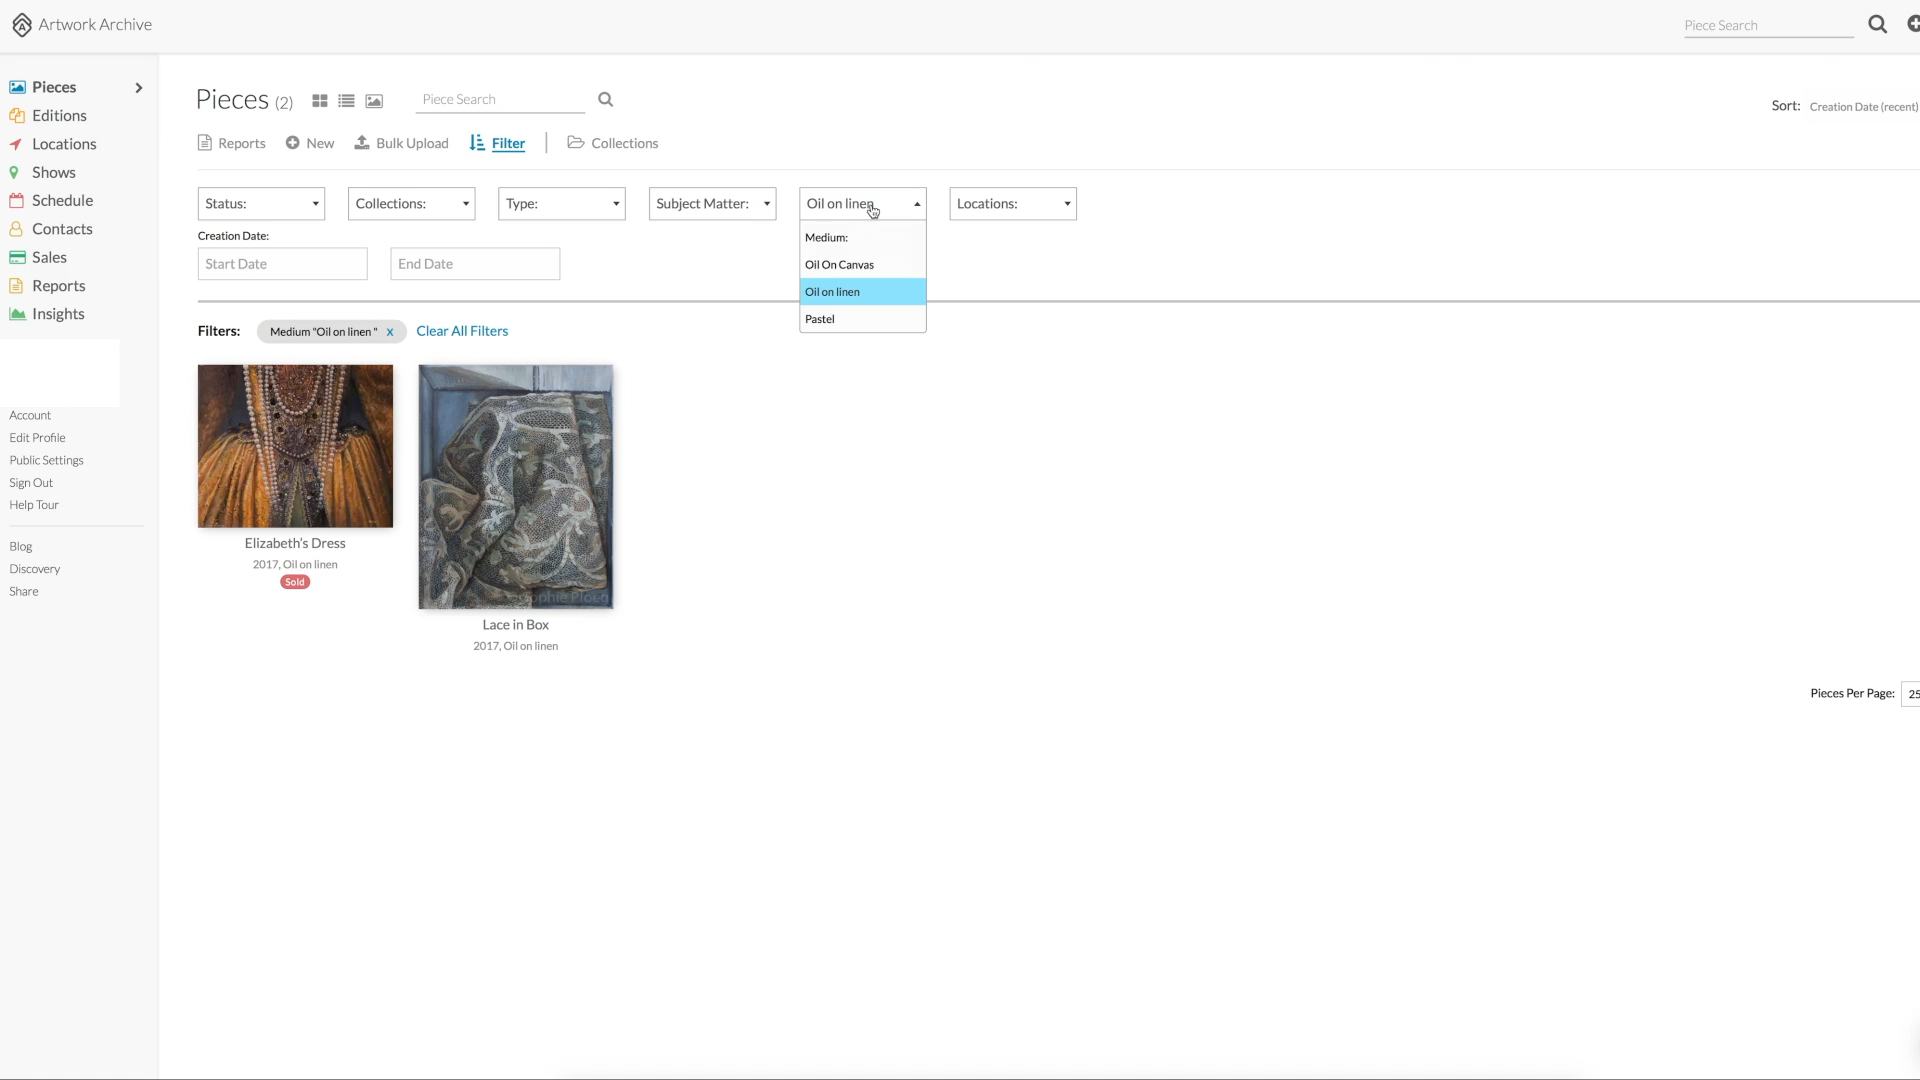 Artwork Archive
Piece Search
Pieces
Editions
Locations
Shows
Schedule
Contacts
Sales
Reports
Insights
Account
Edit Profile
Public Settings
Sign Out
Help Tour
Blog
Discovery
Share
Pieces (2)
Piece Search
Sort: Creation Date (recent)
Reports New Bulk Upload Filter | Collections
Status: Collections: Type: Subject Matter: Oil on linen Locations:
Medium:
Oil On Canvas
Oil on linen
Pastel
Creation Date:
Start Date End Date
Filters: Medium "Oil on linen " x Clear All Filters
Elizabeth's Dress
2017, Oil on linen
Sold
Sophie Ploeg
Lace in Box
2017, Oil on linen
Pieces Per Page: 25